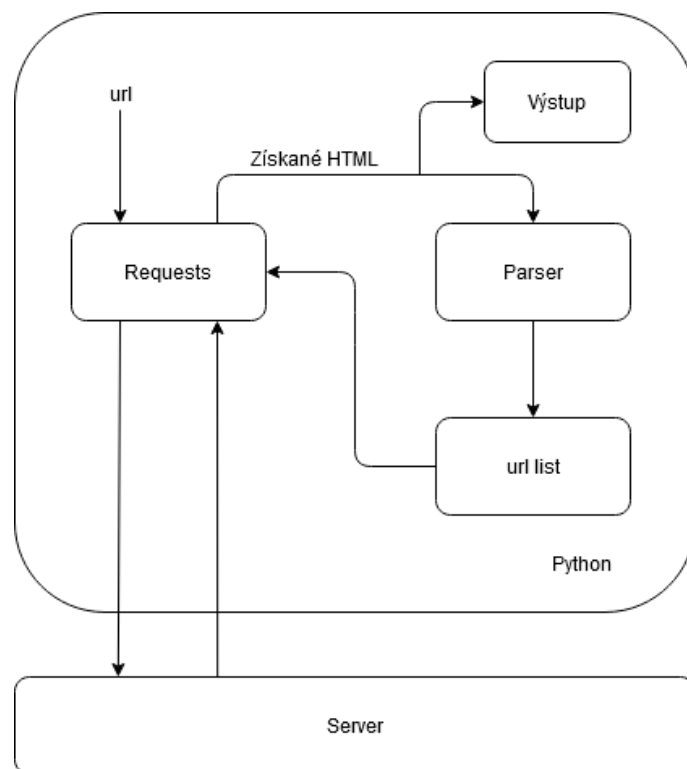 url
Výstup
Získané HTML
Requests
Parser
url list
Python
Server